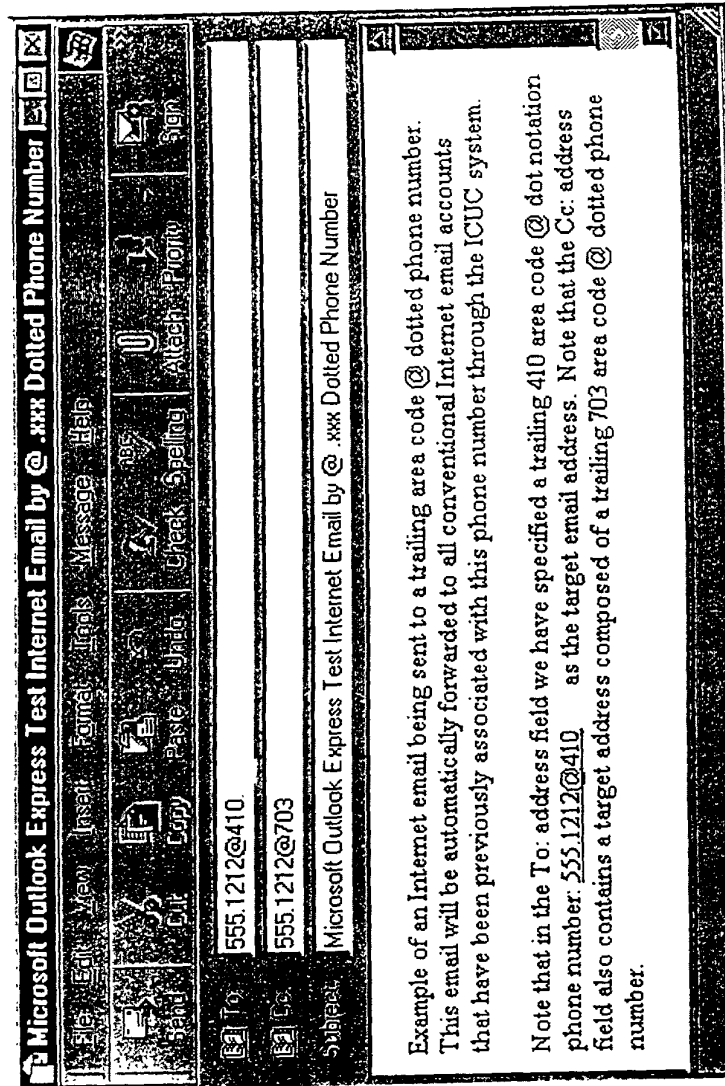 Microsoft Outlook Express Test Internet Email by @ .xxx Dotted Phone Number
File Edit View Insert Format Tools Message Help
Send Cut Copy Paste Undo Check Spelling Attach Priority Sign
To: 555.1212@410.
Cc: 555.1212@703
Subject: Microsoft Outlook Express Test Internet Email by @ .xxx Dotted Phone Number
Example of an Internet email being sent to a trailing area code @ dotted phone number.
This email will be automatically forwarded to all conventional Internet email accounts
that have been previously associated with this phone number through the ICUC system.
Note that in the To: address field we have specified a trailing 410 area code @ dot notation
phone number: 555.1212@410 as the target email address. Note that the Cc: address
field also contains a target address composed of a trailing 703 area code @ dotted phone
number.